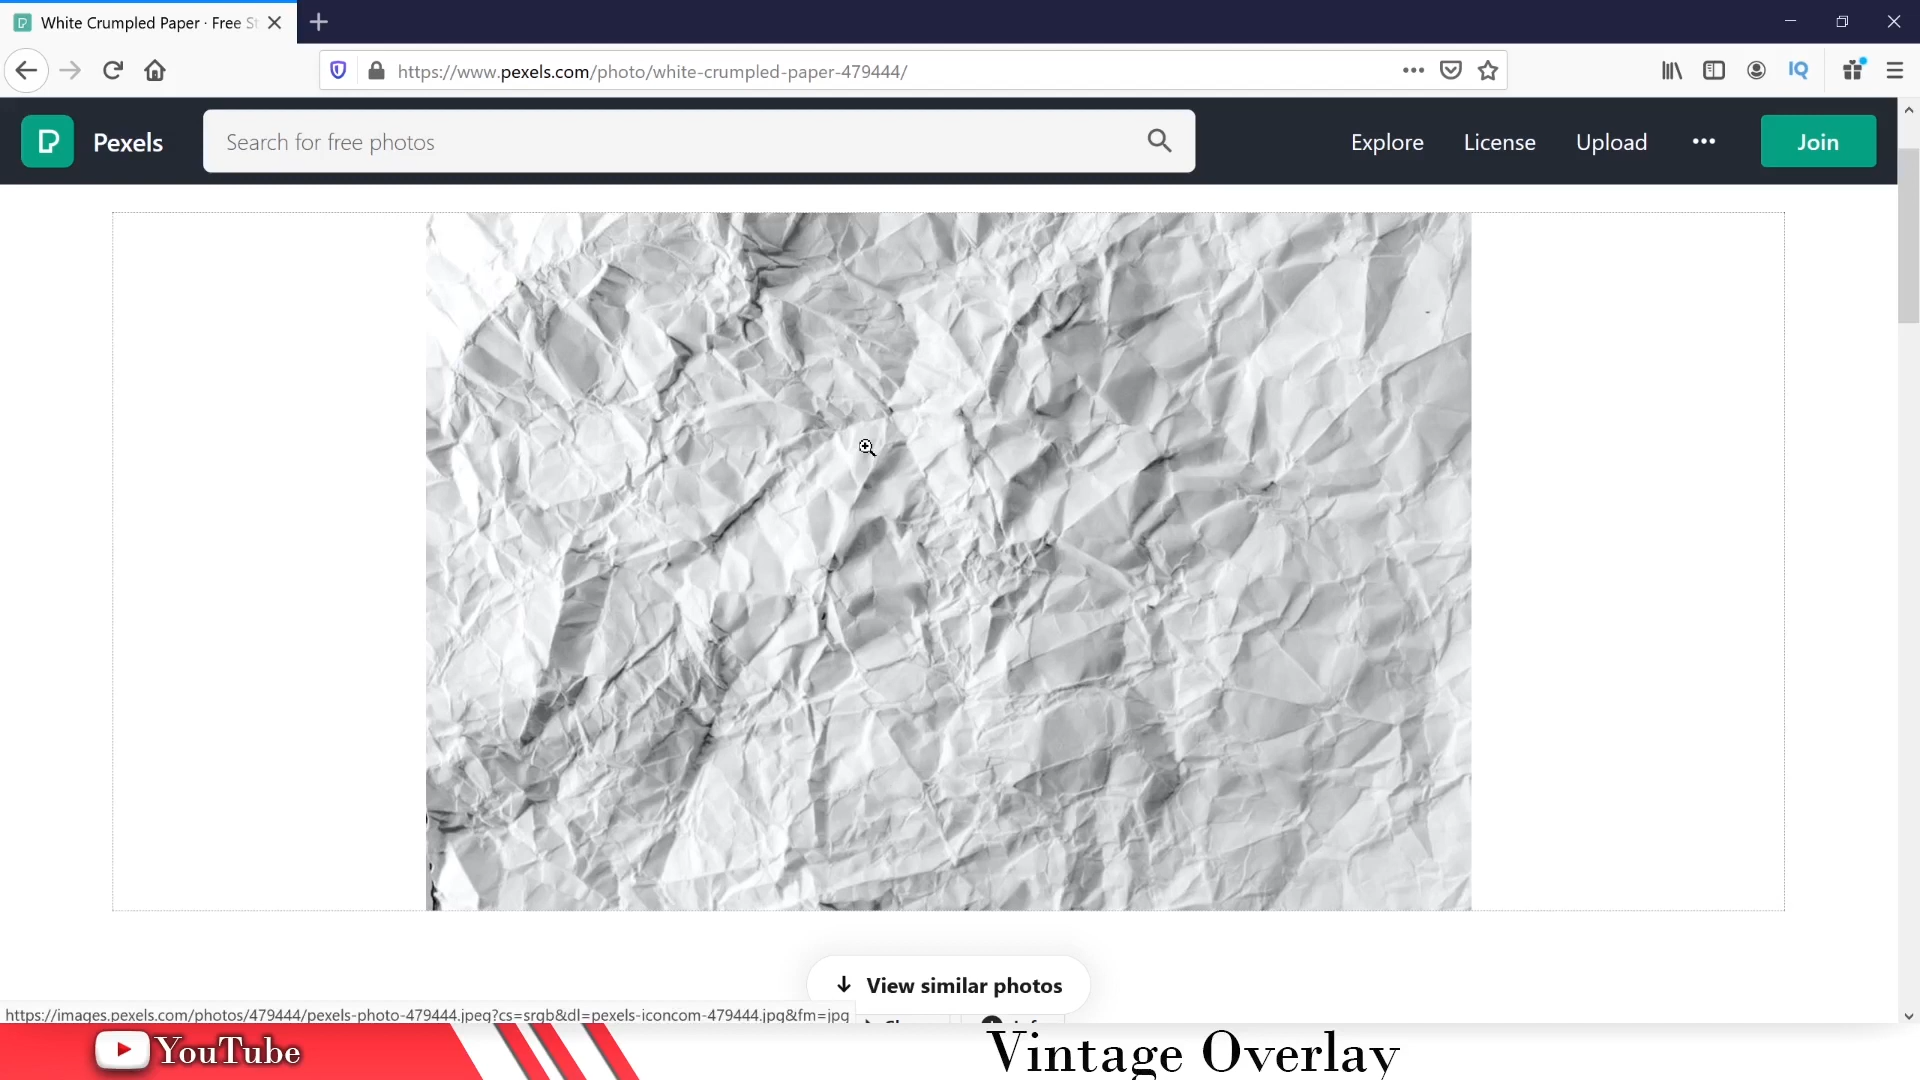 White Crumpled Paper · Free St
https://www.pexels.com/photo/white-crumpled-paper-479444/
IQ
Pexels
Search for free photos
Explore
License
Upload
Join
View similar photos
https://images.pexels.com/photos/479444/pexels-photo-479444.jpeg?cs=srgb&dl=pexels-iconcom-479444.jpg&fm=jpg
YouTube
Vintage Overlay